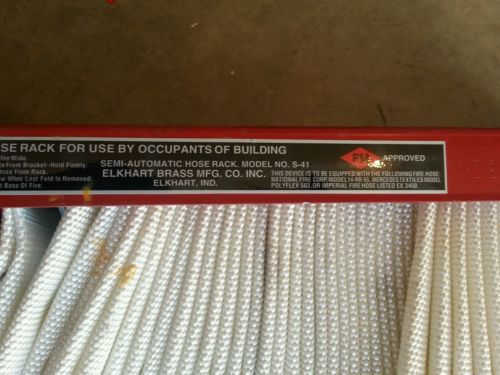 SE RACK FOR USE BY OCCUPANTS OF BUILDING
lve Wide.
le From Bracket-Hold Firmly.
Hose From Rack.
ow When Last Fold Is Removed.
t Base Of Fire.
SEMI-AUTOMATIC HOSE RACK. MODEL NO. S-41
ELKHART BRASS MFG. CO. INC.
ELKHART, IND.
FM APPROVED
THIS DEVICE IS TO BE EQUIPPED WITH THE FOLLOWING FIRE HOSE:
NATIONAL FIRE CORP. MODEL 14-RR-55, MERCEDES TEXTILES MODEL
POLYFLEX 503, OR IMPERIAL FIRE HOSE LISTED EX 3450.